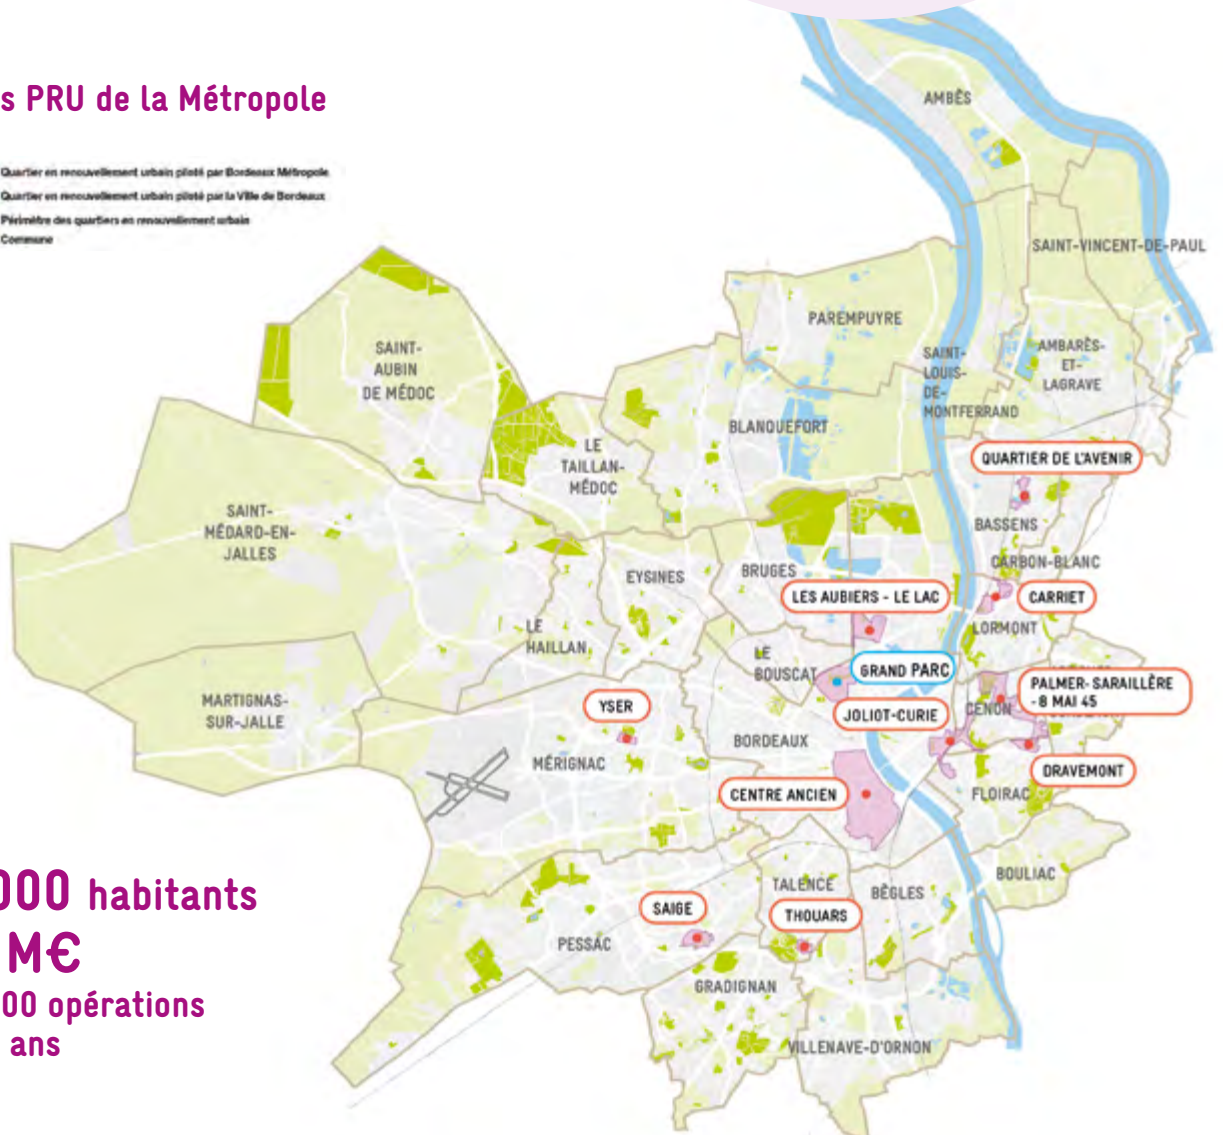 s PRU de la Métropole
Quartier en renouvellement urbain piloté par Bordeaux Métropole
Quartier en renouvellement urbain piloté par la Ville de Bordeaux
Périmètre des quartiers en renouvellement urbain
Commune
AMBÈS
SAINT-VINCENT-DE-PAUL
PAREMPUYRE
SAINT-
AUBIN
DE MÉDOC
SAINT-
LOUIS-
DE-
MONTFERRAND
AMBARÈS-
ET-
LAGRAVE
BLANQUEFORT
LE
TAILLAN-
MÉDOC
QUARTIER DE L'AVENIR
SAINT-
MÉDARD-EN-
JALLES
BASSENS
CARBON-BLANC
EYSINES
BRUGES
LES AUBIERS - LE LAC
CARRIET
LE
HAILLAN
LORMONT
LE
BOUSCAT
GRAND PARC
PALMER- SARAILLÈRE
- 8 MAI 45
MARTIGNAS-
SUR-JALLE
YSER
JOLIOT-CURIE
CENON
BORDEAUX
MÉRIGNAC
DRAVEMONT
CENTRE ANCIEN
FLOIRAC
BOULIAC
TALENCE
BÈGLES
SAIGE
THOUARS
PESSAC
GRADIGNAN
VILLENAVE-D'ORNON
000 habitants
M€
00 opérations
ans